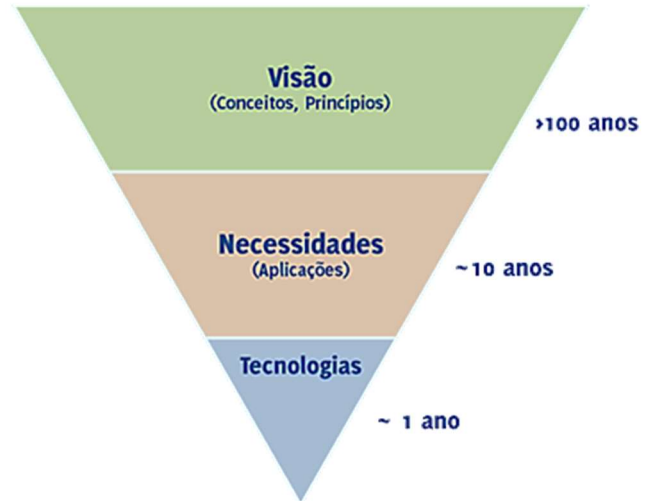 Visão
(Conceitos, Princípios)
>100 anos
Necessidades
(Aplicações)
~10 anos
Tecnologias
~ 1 ano